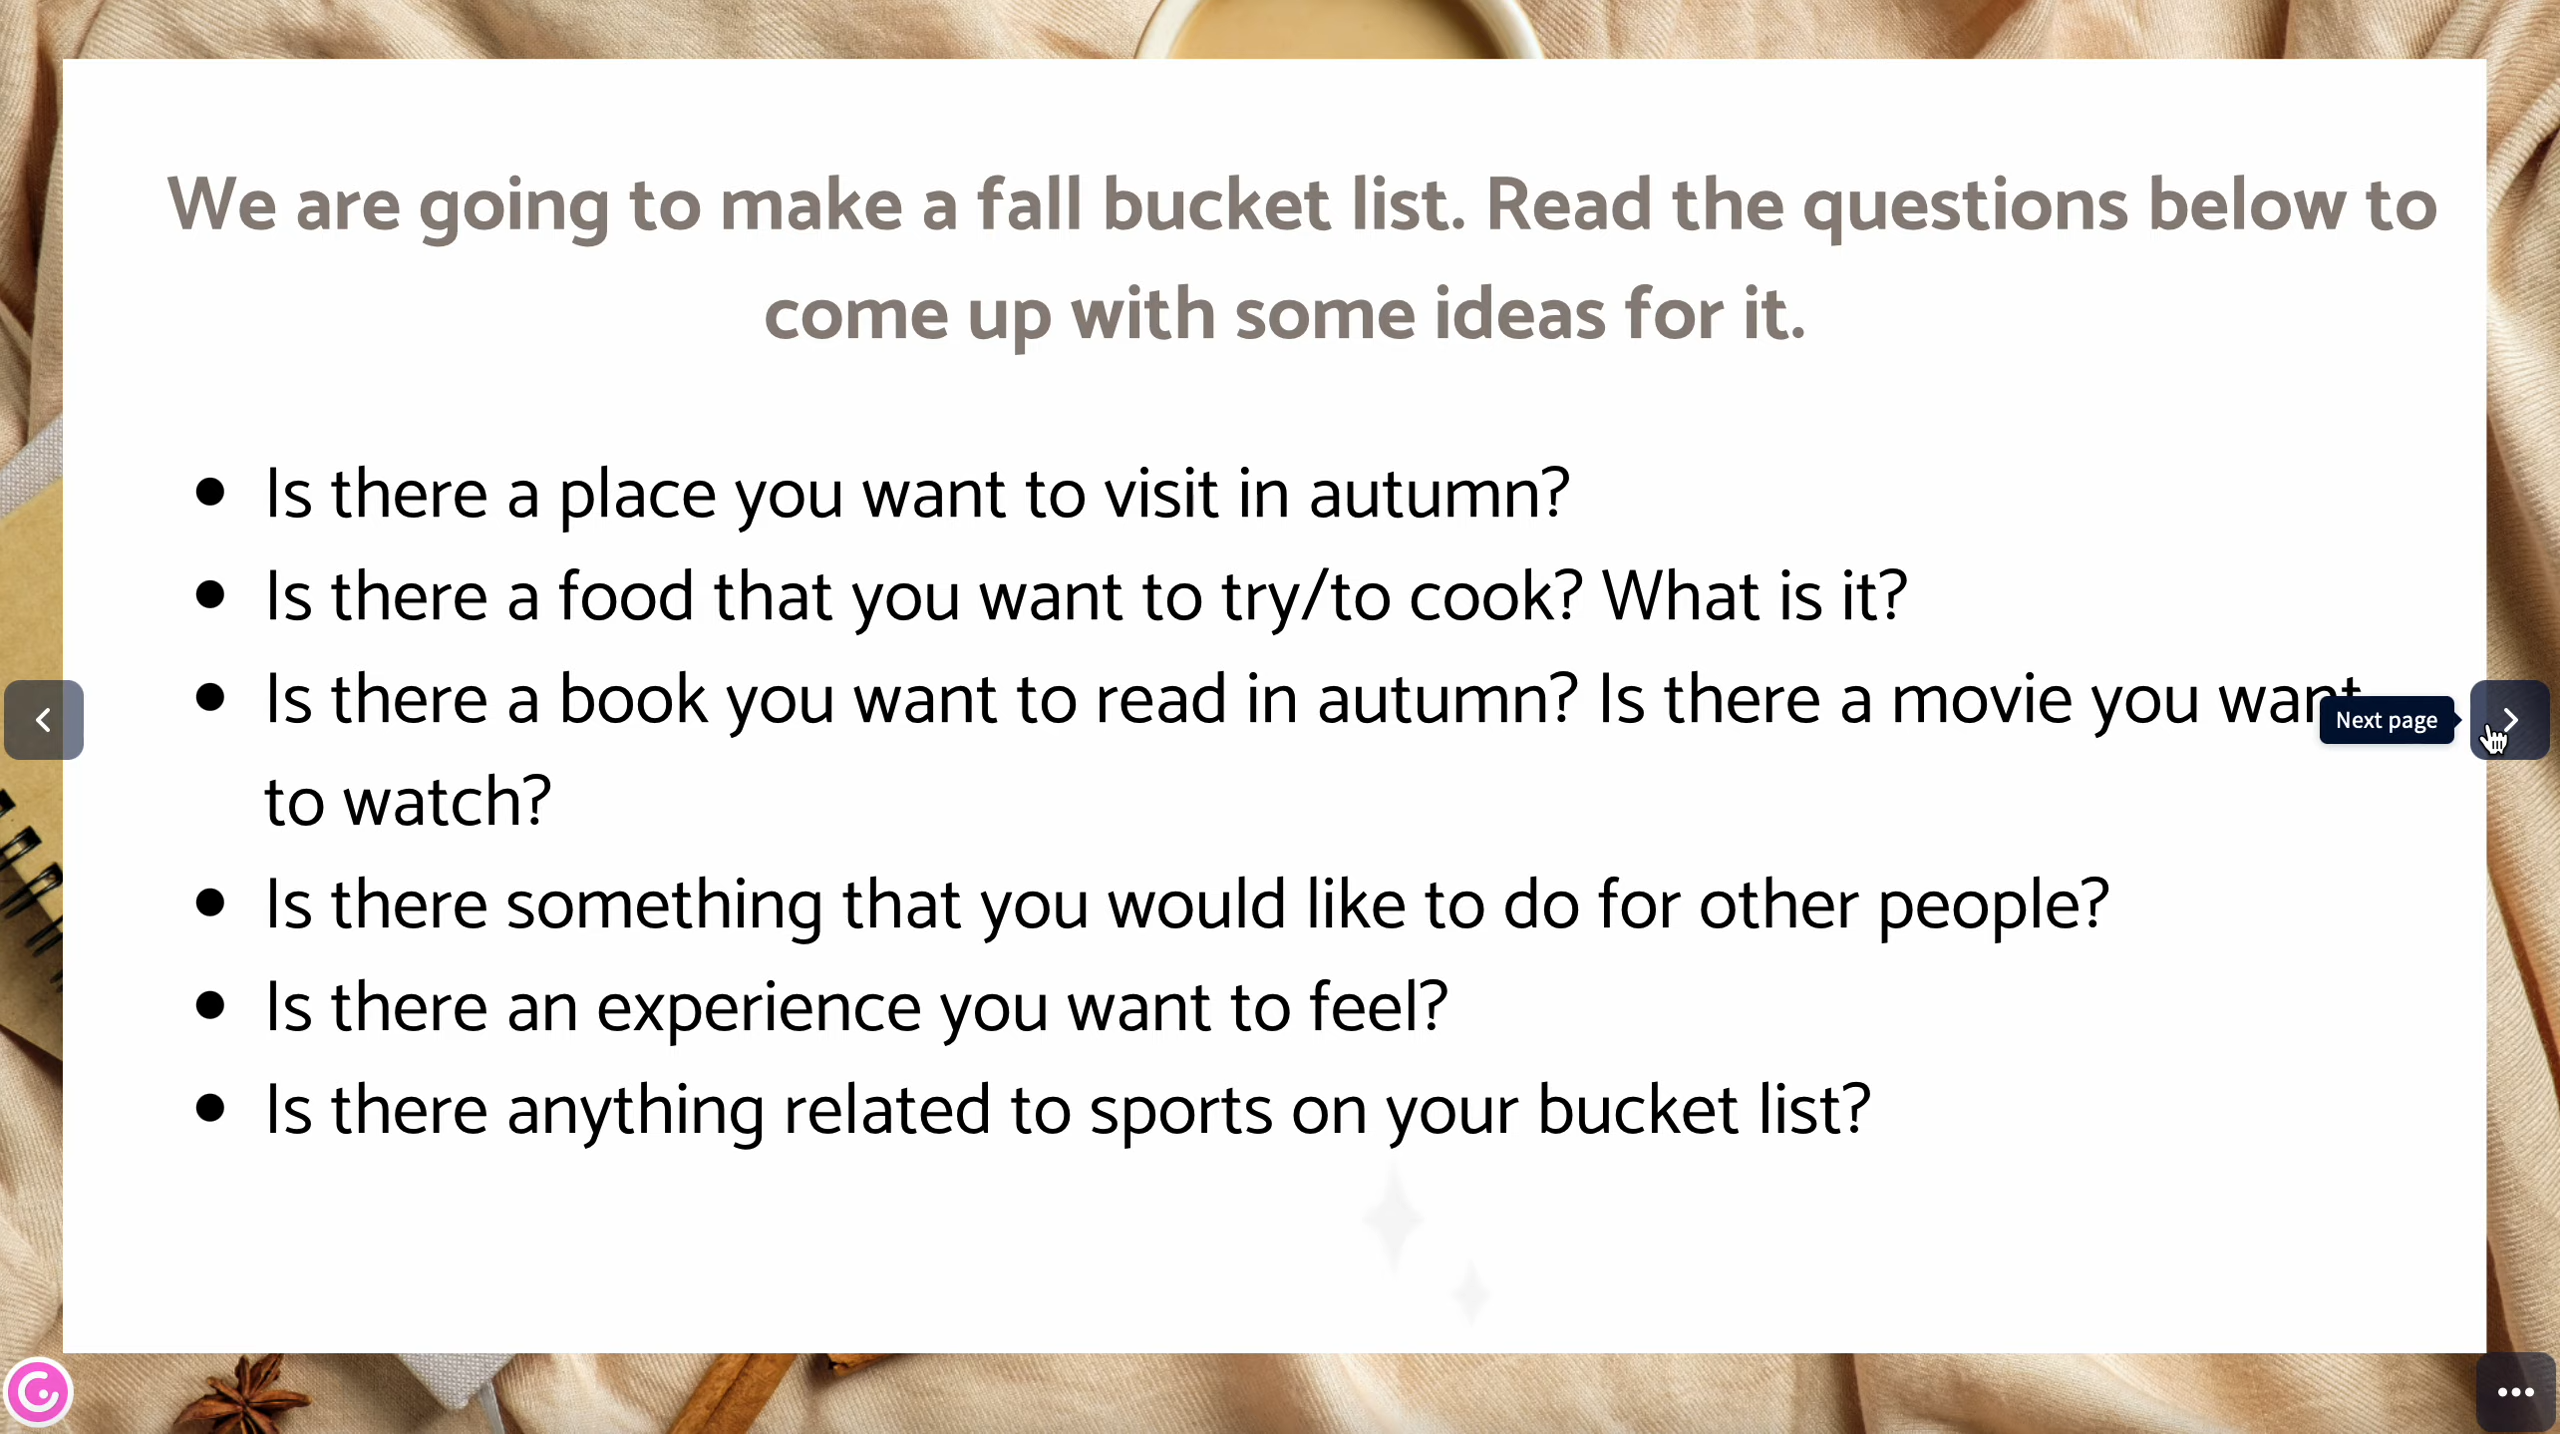 We are going to make a fall bucket list. Read the questions below to
come up with some ideas for it.
• Is there a place you want to visit in autumn?
• Is there a food that you want to try/to cook? What is it?
• Is there a book you want to read in autumn? Is there a movie you want
to watch?
Next page
• Is there something that you would like to do for other people?
• Is there an experience you want to feel?
• Is there anything related to sports on your bucket list?